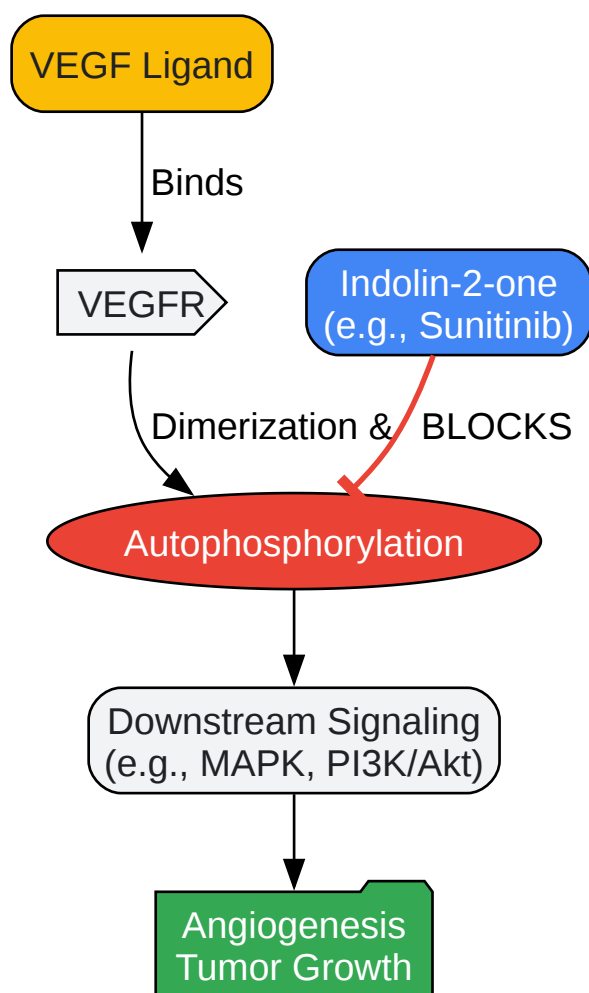 VEGF Ligand
Binds
VEGFR
Indolin-2-one
(e.g., Sunitinib)
Dimerization &
BLOCKS
Autophosphorylation
Downstream Signaling
(e.g., MAPK, PI3K/Akt)
Angiogenesis
Tumor Growth